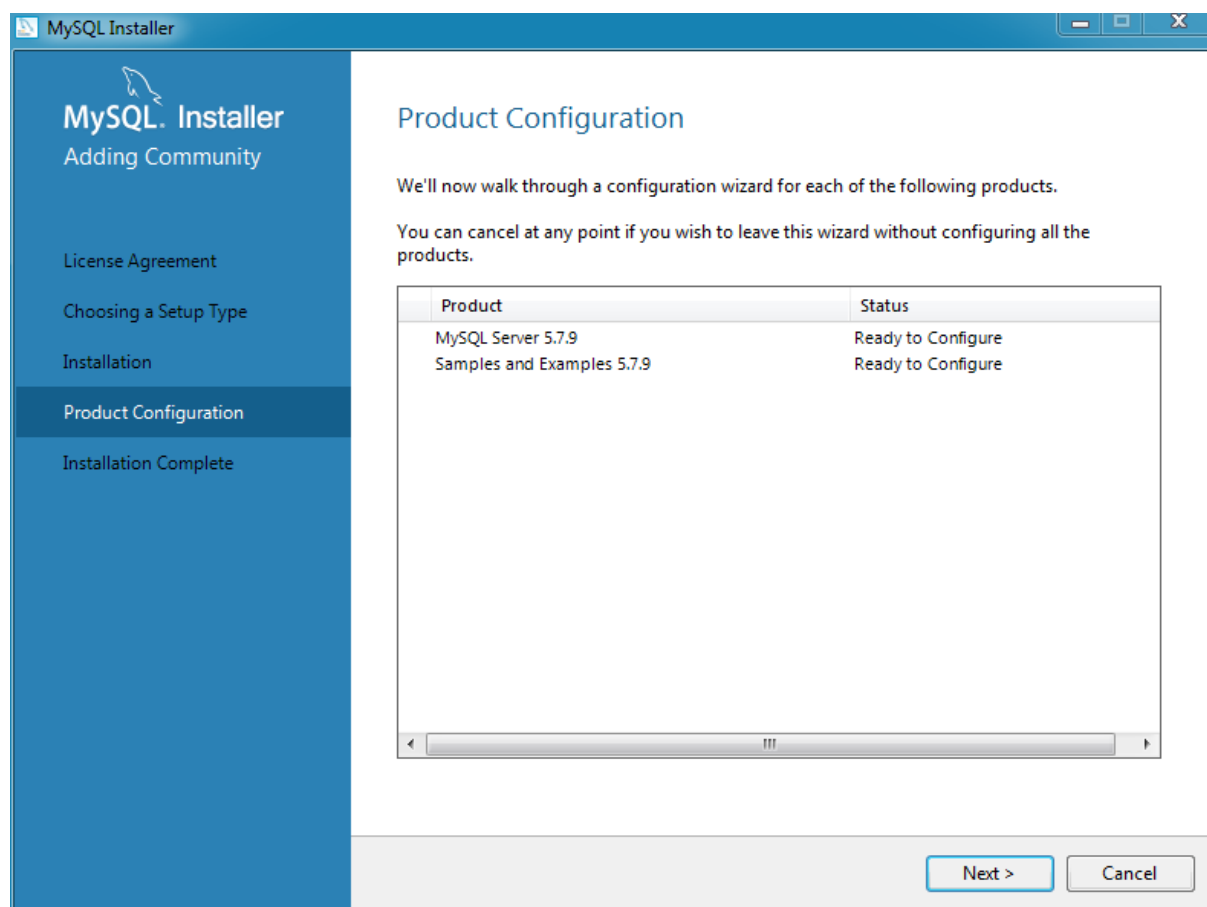 MySQL Installer
MySQL. Installer
Adding Community
License Agreement
Choosing a Setup Type
Installation
Product Configuration
Installation Complete
Product Configuration
We'll now walk through a configuration wizard for each of the following products.
You can cancel at any point if you wish to leave this wizard without configuring all the
products.
Product Status
MySQL Server 5.7.9 Ready to Configure
Samples and Examples 5.7.9 Ready to Configure
Next > Cancel